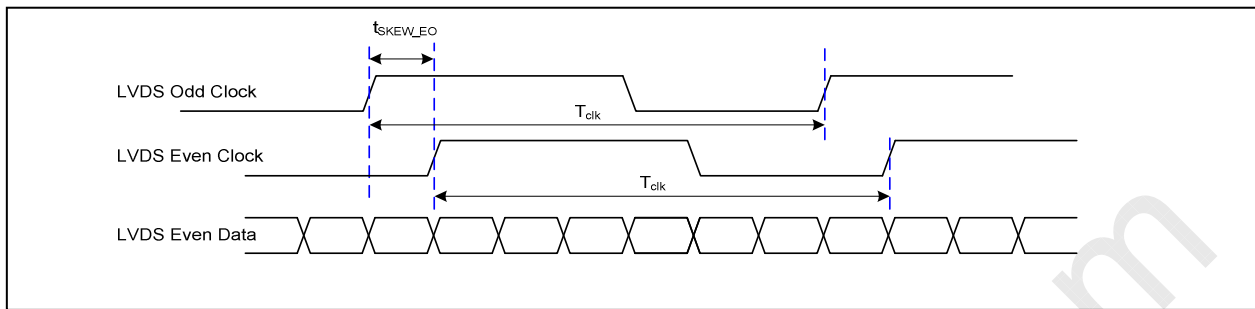 tSKEW_EO
LVDS Odd Clock
Tclk
LVDS Even Clock
Tclk
LVDS Even Data
m